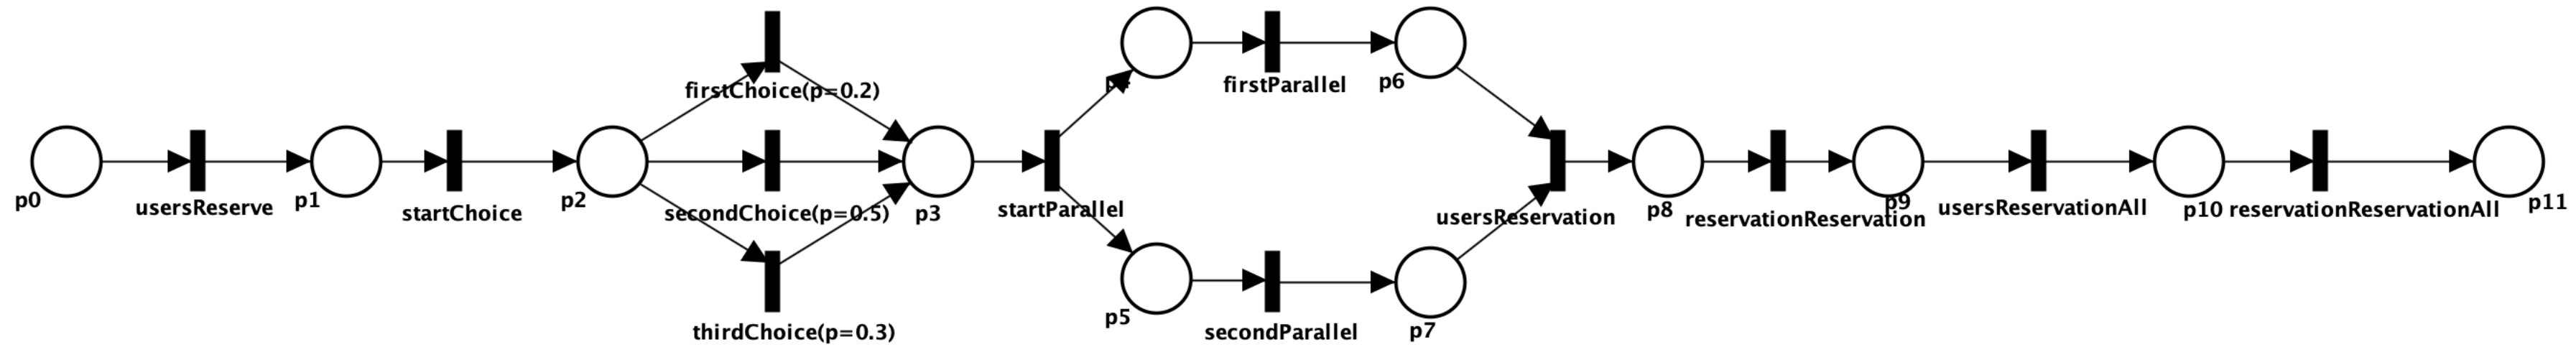 p0
usersReserve
p1
startChoice
p2
firstChoice(p=0.2)
secondChoice(p=0.5)
thirdChoice(p=0.3)
p3
startParallel
p4
p5
firstParallel
secondParallel
p6
p7
usersReservation
p8
reservationReservation
p9
usersReservationAll
p10
reservationReservationAll
p11